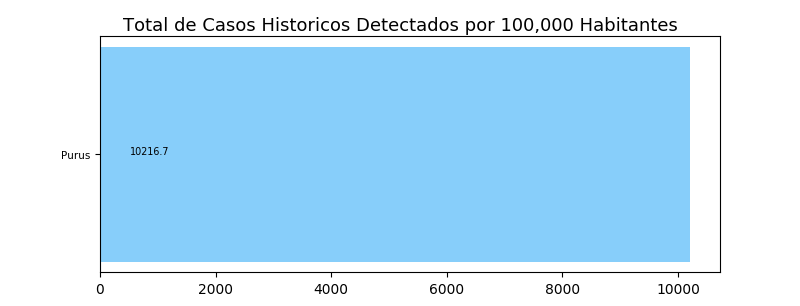 Total de Casos Historicos Detectados por 100,000 Habitantes
Purus
10216.7
0 2000 4000 6000 8000 10000